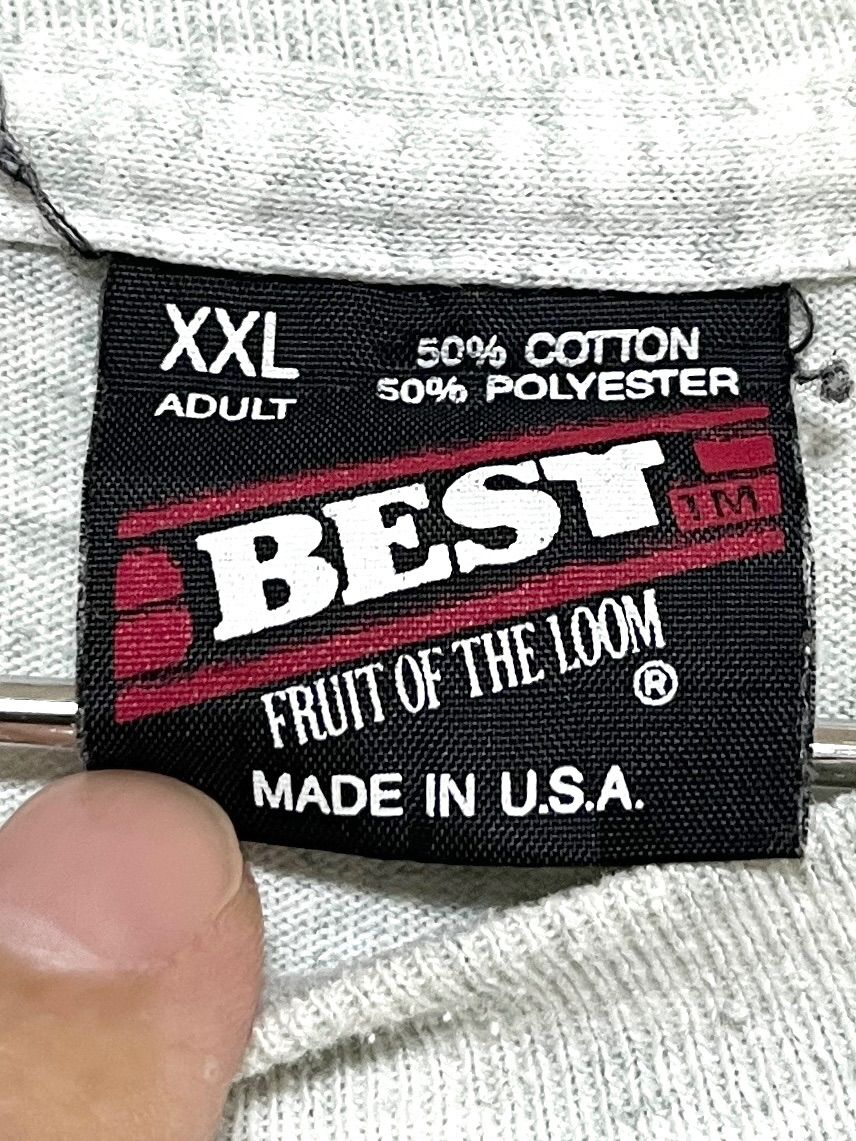 XXL
ADULT
50% COTTON
50% POLYESTER
BEST
TM
FRUIT OF THE LOOM
®
MADE IN U.S.A.